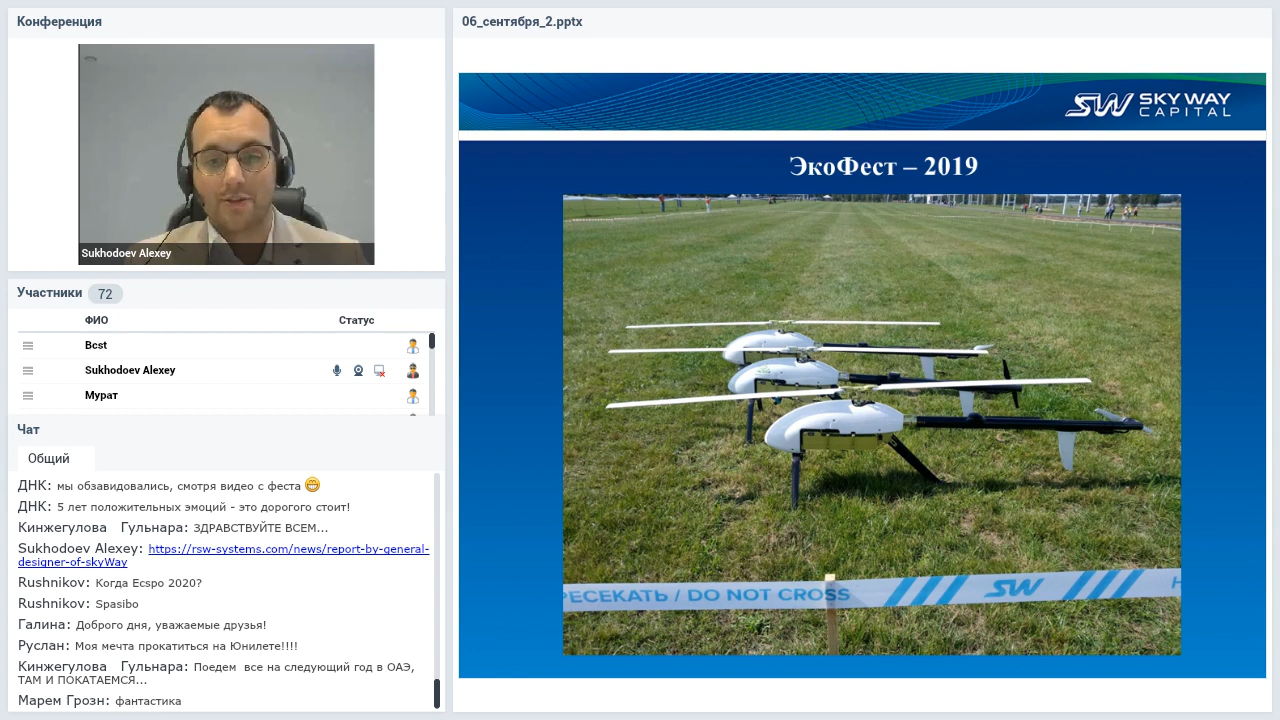 Конференция
Sukhodoev Alexey
Участники 72
ФИО Статус
Bcst
Sukhodoev Alexey
Мурат
Чат
Общий
ДНК: мы обзавидовались, смотря видео с феста
ДНК: 5 лет положительных эмоций - это дорогого стоит!
Кинжегулова Гульнара: ЗДРАВСТВУЙТЕ ВСЕМ...
Sukhodoev Alexey: https://rsw-systems.com/news/report-by-general-
designer-of-skyWay
Rushnikov: Когда Ecspo 2020?
Rushnikov: Spasibo
Галина: Доброго дня, уважаемые друзья!
Руслан: Моя мечта прокатиться на Юнилете!!!!
Кинжегулова Гульнара: Поедем все на следующий год в ОАЭ,
ТАМ И ПОКАТАЕМСЯ...
Марем Грозн: фантастика
06_сентября_2.pptx
SW SKY WAY
CAPITAL
ЭкоФест – 2019
РЕСЕКАТЬ / DO NOT CROSS SW Н